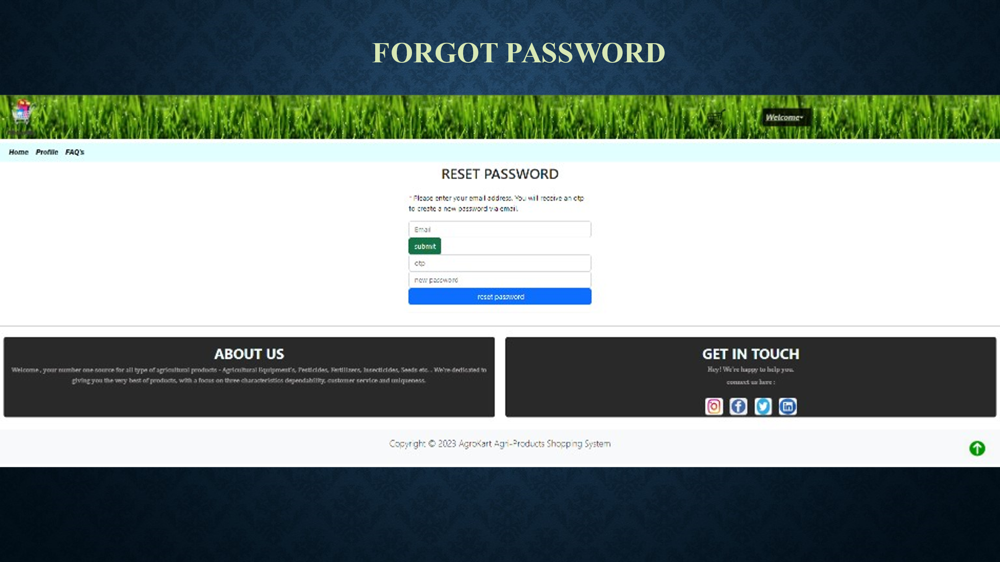 FORGOT PASSWORD
Welcome
Home Profile FAQ's
RESET PASSWORD
* Please enter your email address. You will receive an otp
to create a new password via email.
Email
submit
otp
new password
reset password
ABOUT US
Welcome , your number one source for all type of agricultural products - Agricultural Equipment's, Pesticides, Fertilizers, Insecticides, Seeds etc. . We're dedicated to
giving you the very best of products, with a focus on three characteristics dependability, customer service and uniqueness.
GET IN TOUCH
Hey! We're happy to help you.
connect us here :
Copyright © 2023 AgroKart Agri-Products Shopping System